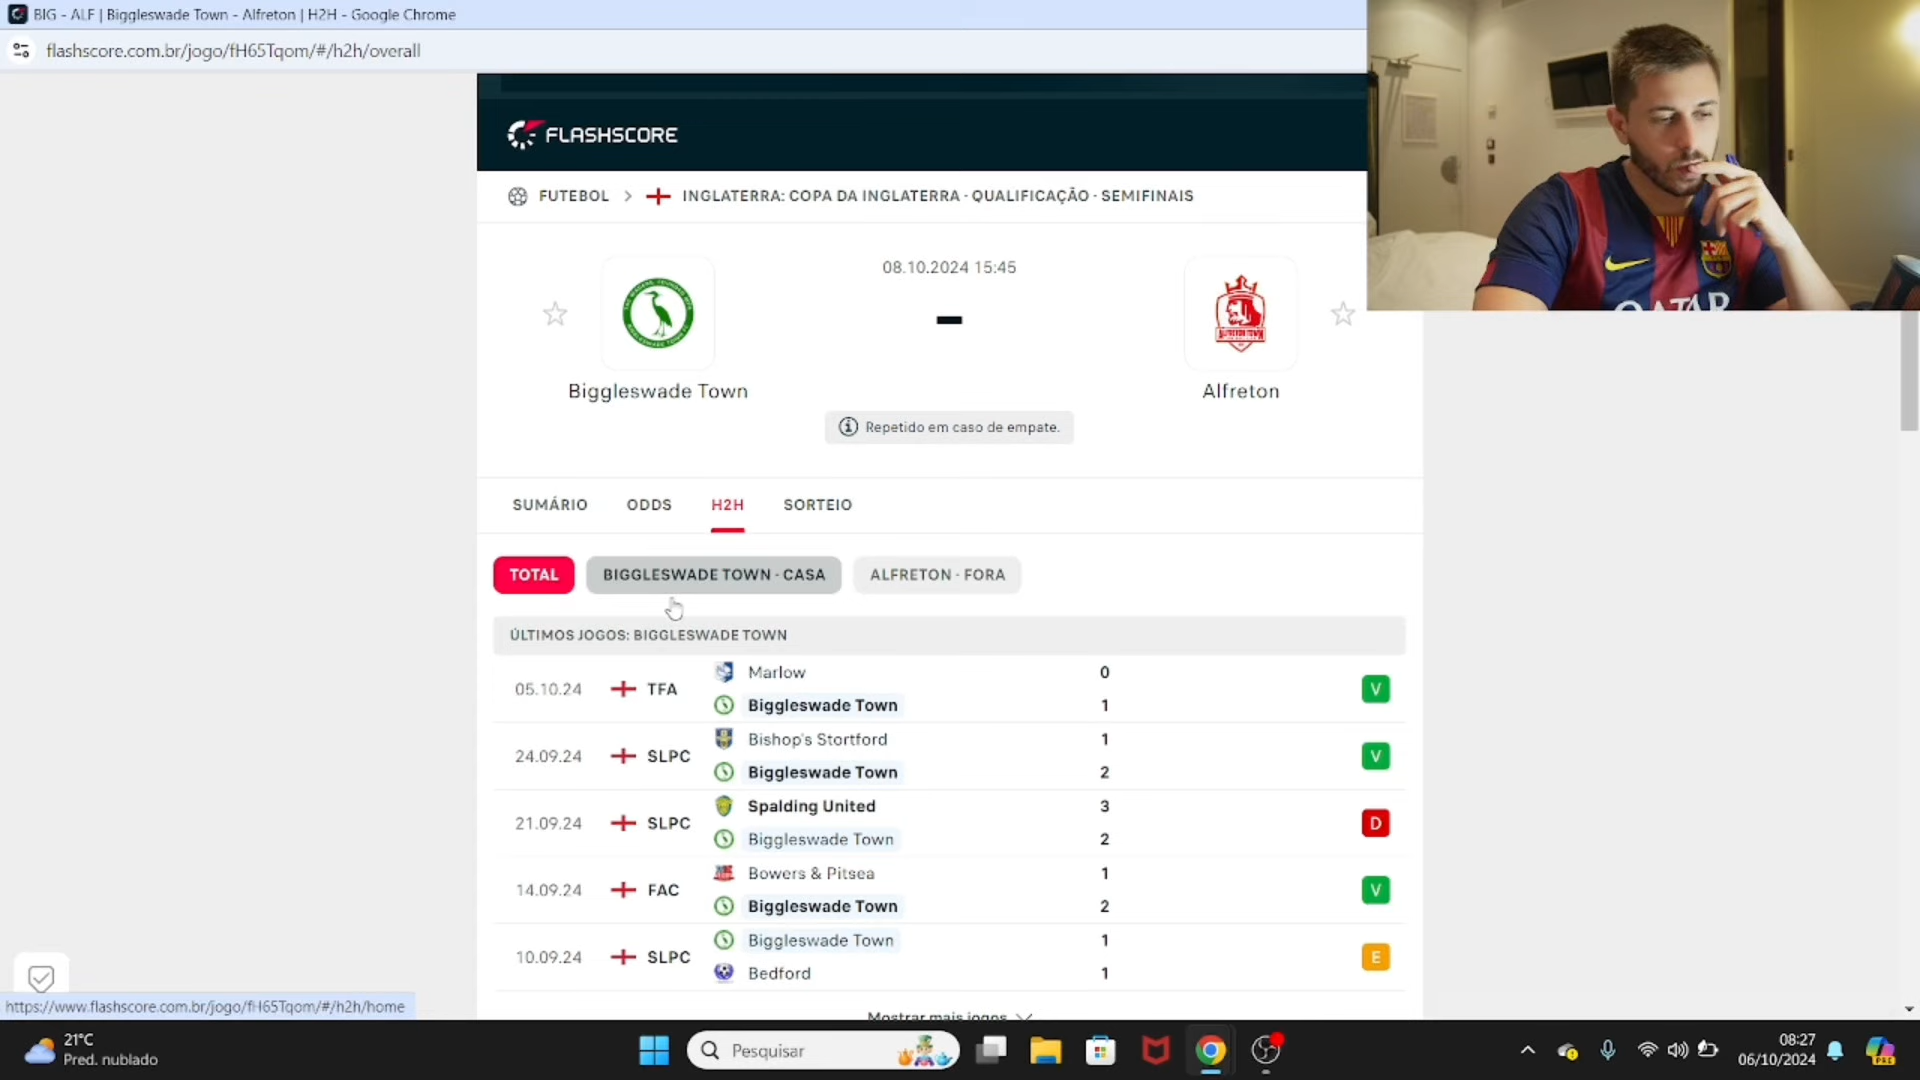 BIG - ALF | Biggleswade Town - Alfreton | H2H - Google Chrome
flashscore.com.br/jogo/fH65Tqom/#/h2h/overall
FLASHSCORE
FUTEBOL > INGLATERRA: COPA DA INGLATERRA - QUALIFICAÇÃO - SEMIFINAIS
08.10.2024 15:45
-
Biggleswade Town
Alfreton
Repetido em caso de empate.
SUMÁRIO ODDS H2H SORTEIO
TOTAL BIGGLESWADE TOWN - CASA ALFRETON - FORA
ÚLTIMOS JOGOS: BIGGLESWADE TOWN
05.10.24 TFA Marlow 0 V
Biggleswade Town 1
24.09.24 SLPC Bishop's Stortford 1 V
Biggleswade Town 2
21.09.24 SLPC Spalding United 3 D
Biggleswade Town 2
14.09.24 FAC Bowers & Pitsea 1 V
Biggleswade Town 2
10.09.24 SLPC Biggleswade Town 1 E
Bedford 1
Mostrar mais jogos
https://www.flashscore.com.br/jogo/fH65Tqom/#/h2h/home
21°C
Pred. nublado
Pesquisar
08:27
06/10/2024
QATAR